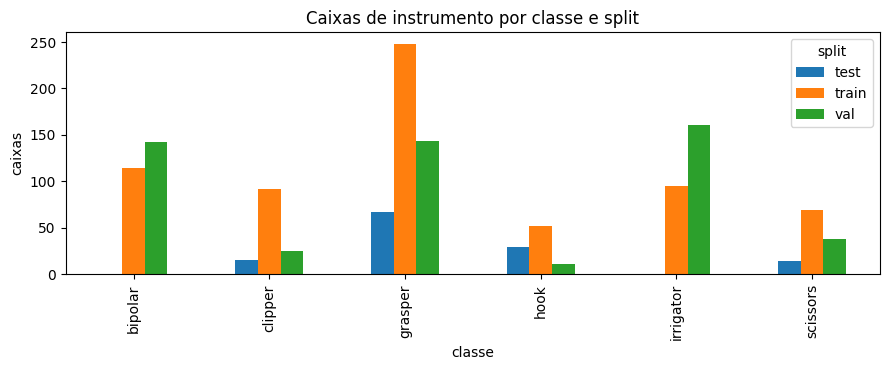 Caixas de instrumento por classe e split
split
test
train
val
caixas
250
200
150
100
50
0
bipolar
clipper
grasper
hook
irrigator
scissors
classe